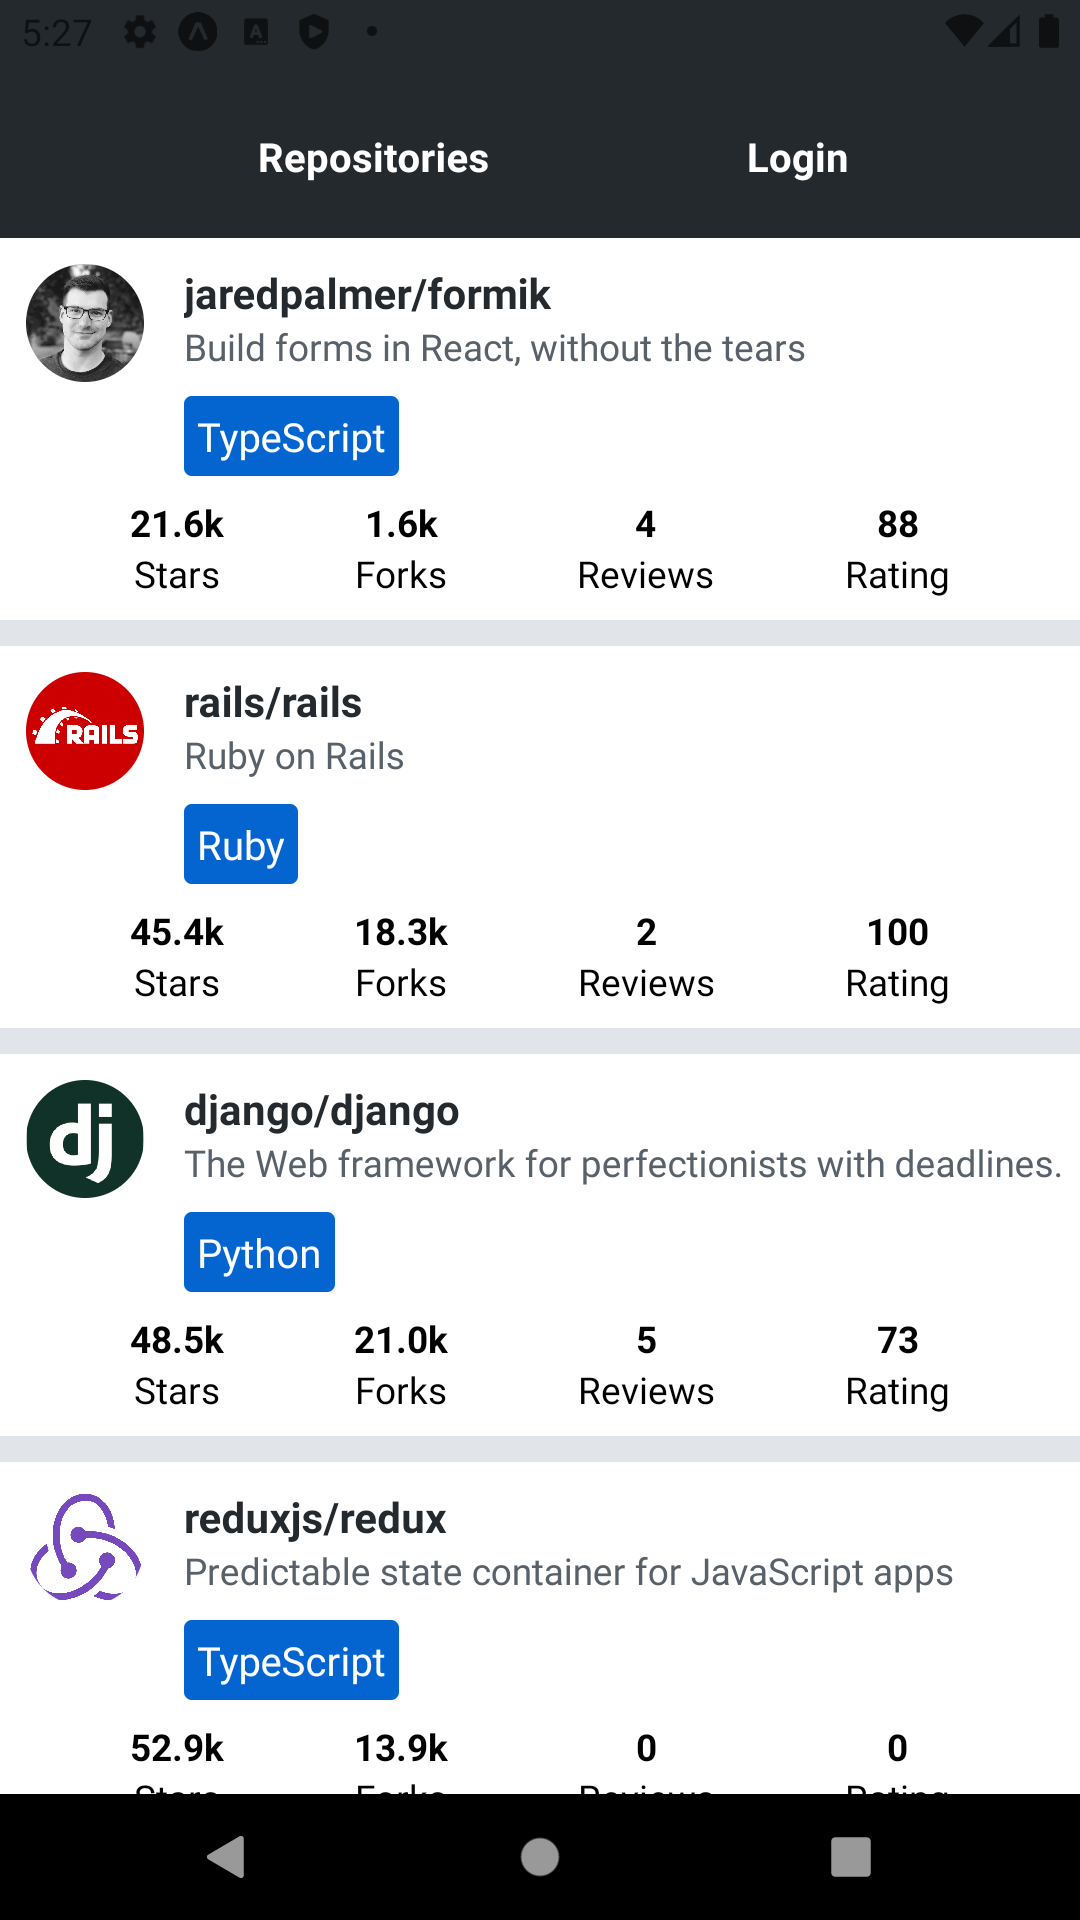 5:27
Repositories Login
jaredpalmer/formik
Build forms in React, without the tears
TypeScript
21.6k 1.6k 4 88
Stars Forks Reviews Rating
RAILS
rails/rails
Ruby on Rails
Ruby
45.4k 18.3k 2 100
Stars Forks Reviews Rating
dj
django/django
The Web framework for perfectionists with deadlines.
Python
48.5k 21.0k 5 73
Stars Forks Reviews Rating
reduxjs/redux
Predictable state container for JavaScript apps
TypeScript
52.9k 13.9k 0 0
Stars Forks Reviews Rating